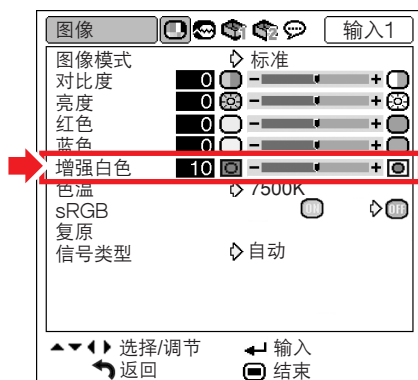 图像 输入1
图像模式 标准
对比度 0 - +
亮度 0 - +
红色 0 - +
蓝色 0 - +
增强白色 10 - +
色温 7500K
sRGB ON OFF
复原
信号类型 自动
选择/调节 输入
返回 结束